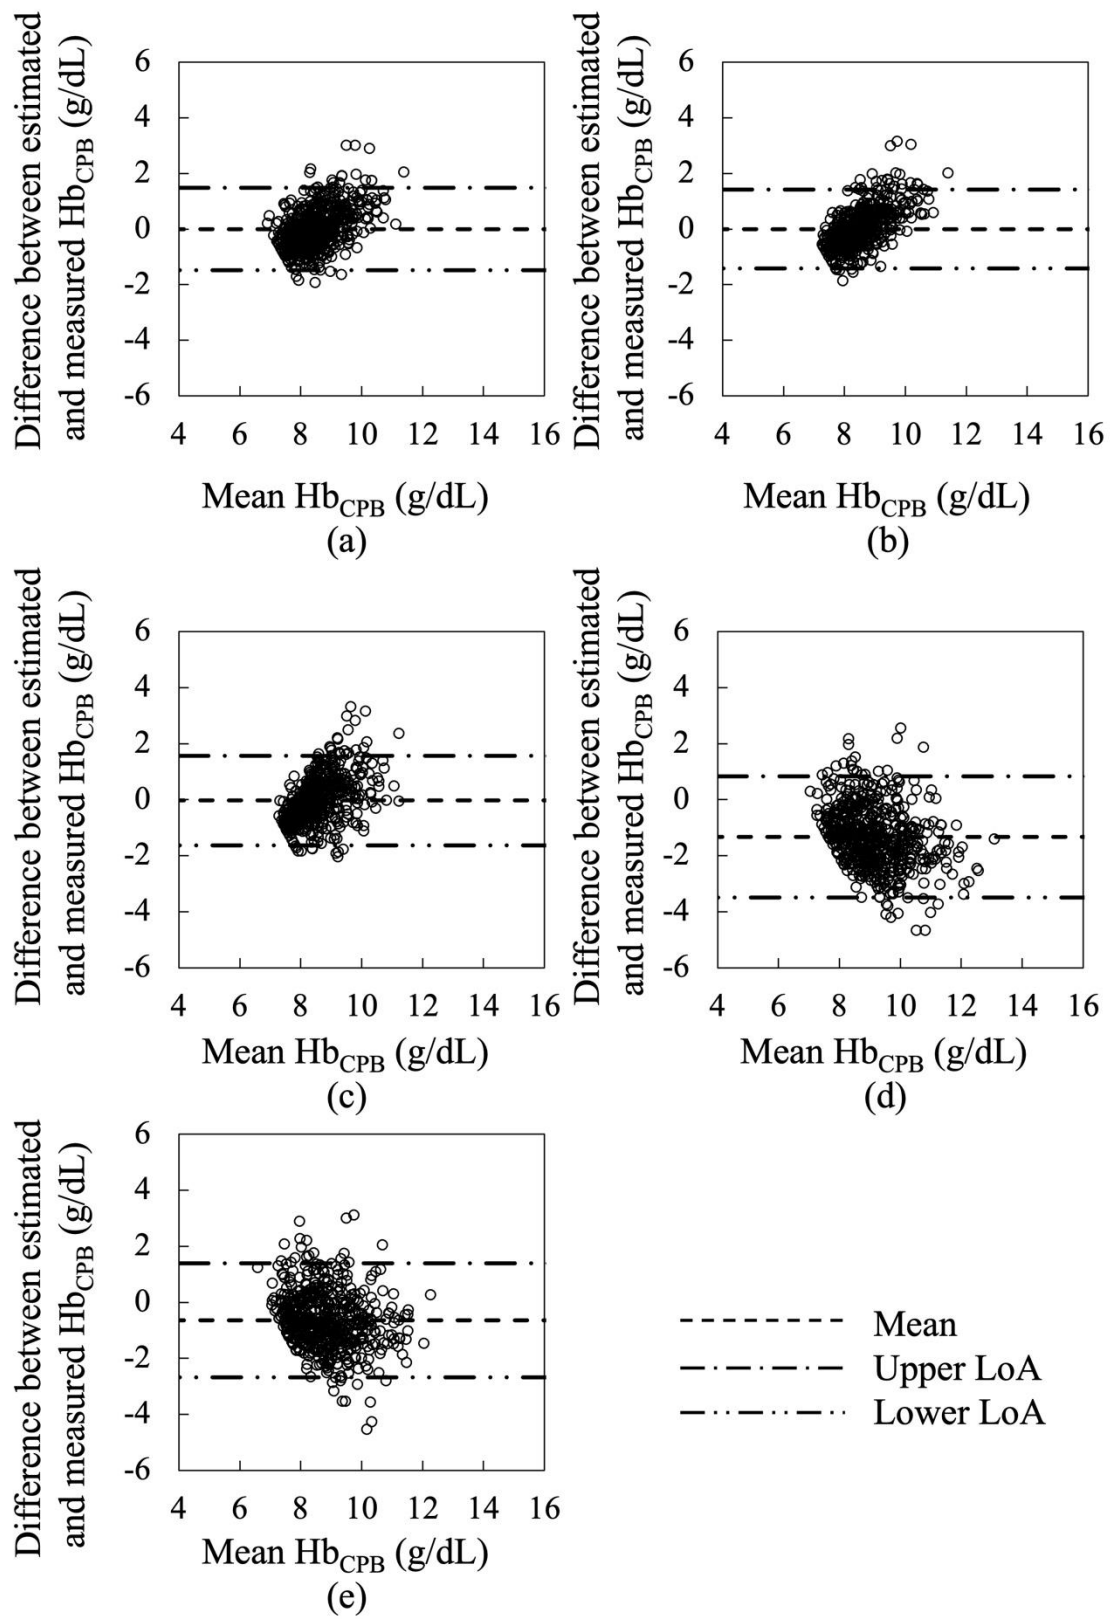 Difference between estimated
and measured Hb_CPB (g/dL)
6
4
2
0
-2
-4
-6
4 6 8 10 12 14 16
Mean Hb_CPB (g/dL)
(a)
Difference between estimated
and measured Hb_CPB (g/dL)
6
4
2
0
-2
-4
-6
4 6 8 10 12 14 16
Mean Hb_CPB (g/dL)
(b)
Difference between estimated
and measured Hb_CPB (g/dL)
6
4
2
0
-2
-4
-6
4 6 8 10 12 14 16
Mean Hb_CPB (g/dL)
(c)
Difference between estimated
and measured Hb_CPB (g/dL)
6
4
2
0
-2
-4
-6
4 6 8 10 12 14 16
Mean Hb_CPB (g/dL)
(d)
Difference between estimated
and measured Hb_CPB (g/dL)
6
4
2
0
-2
-4
-6
4 6 8 10 12 14 16
Mean Hb_CPB (g/dL)
(e)
Mean
Upper LoA
Lower LoA